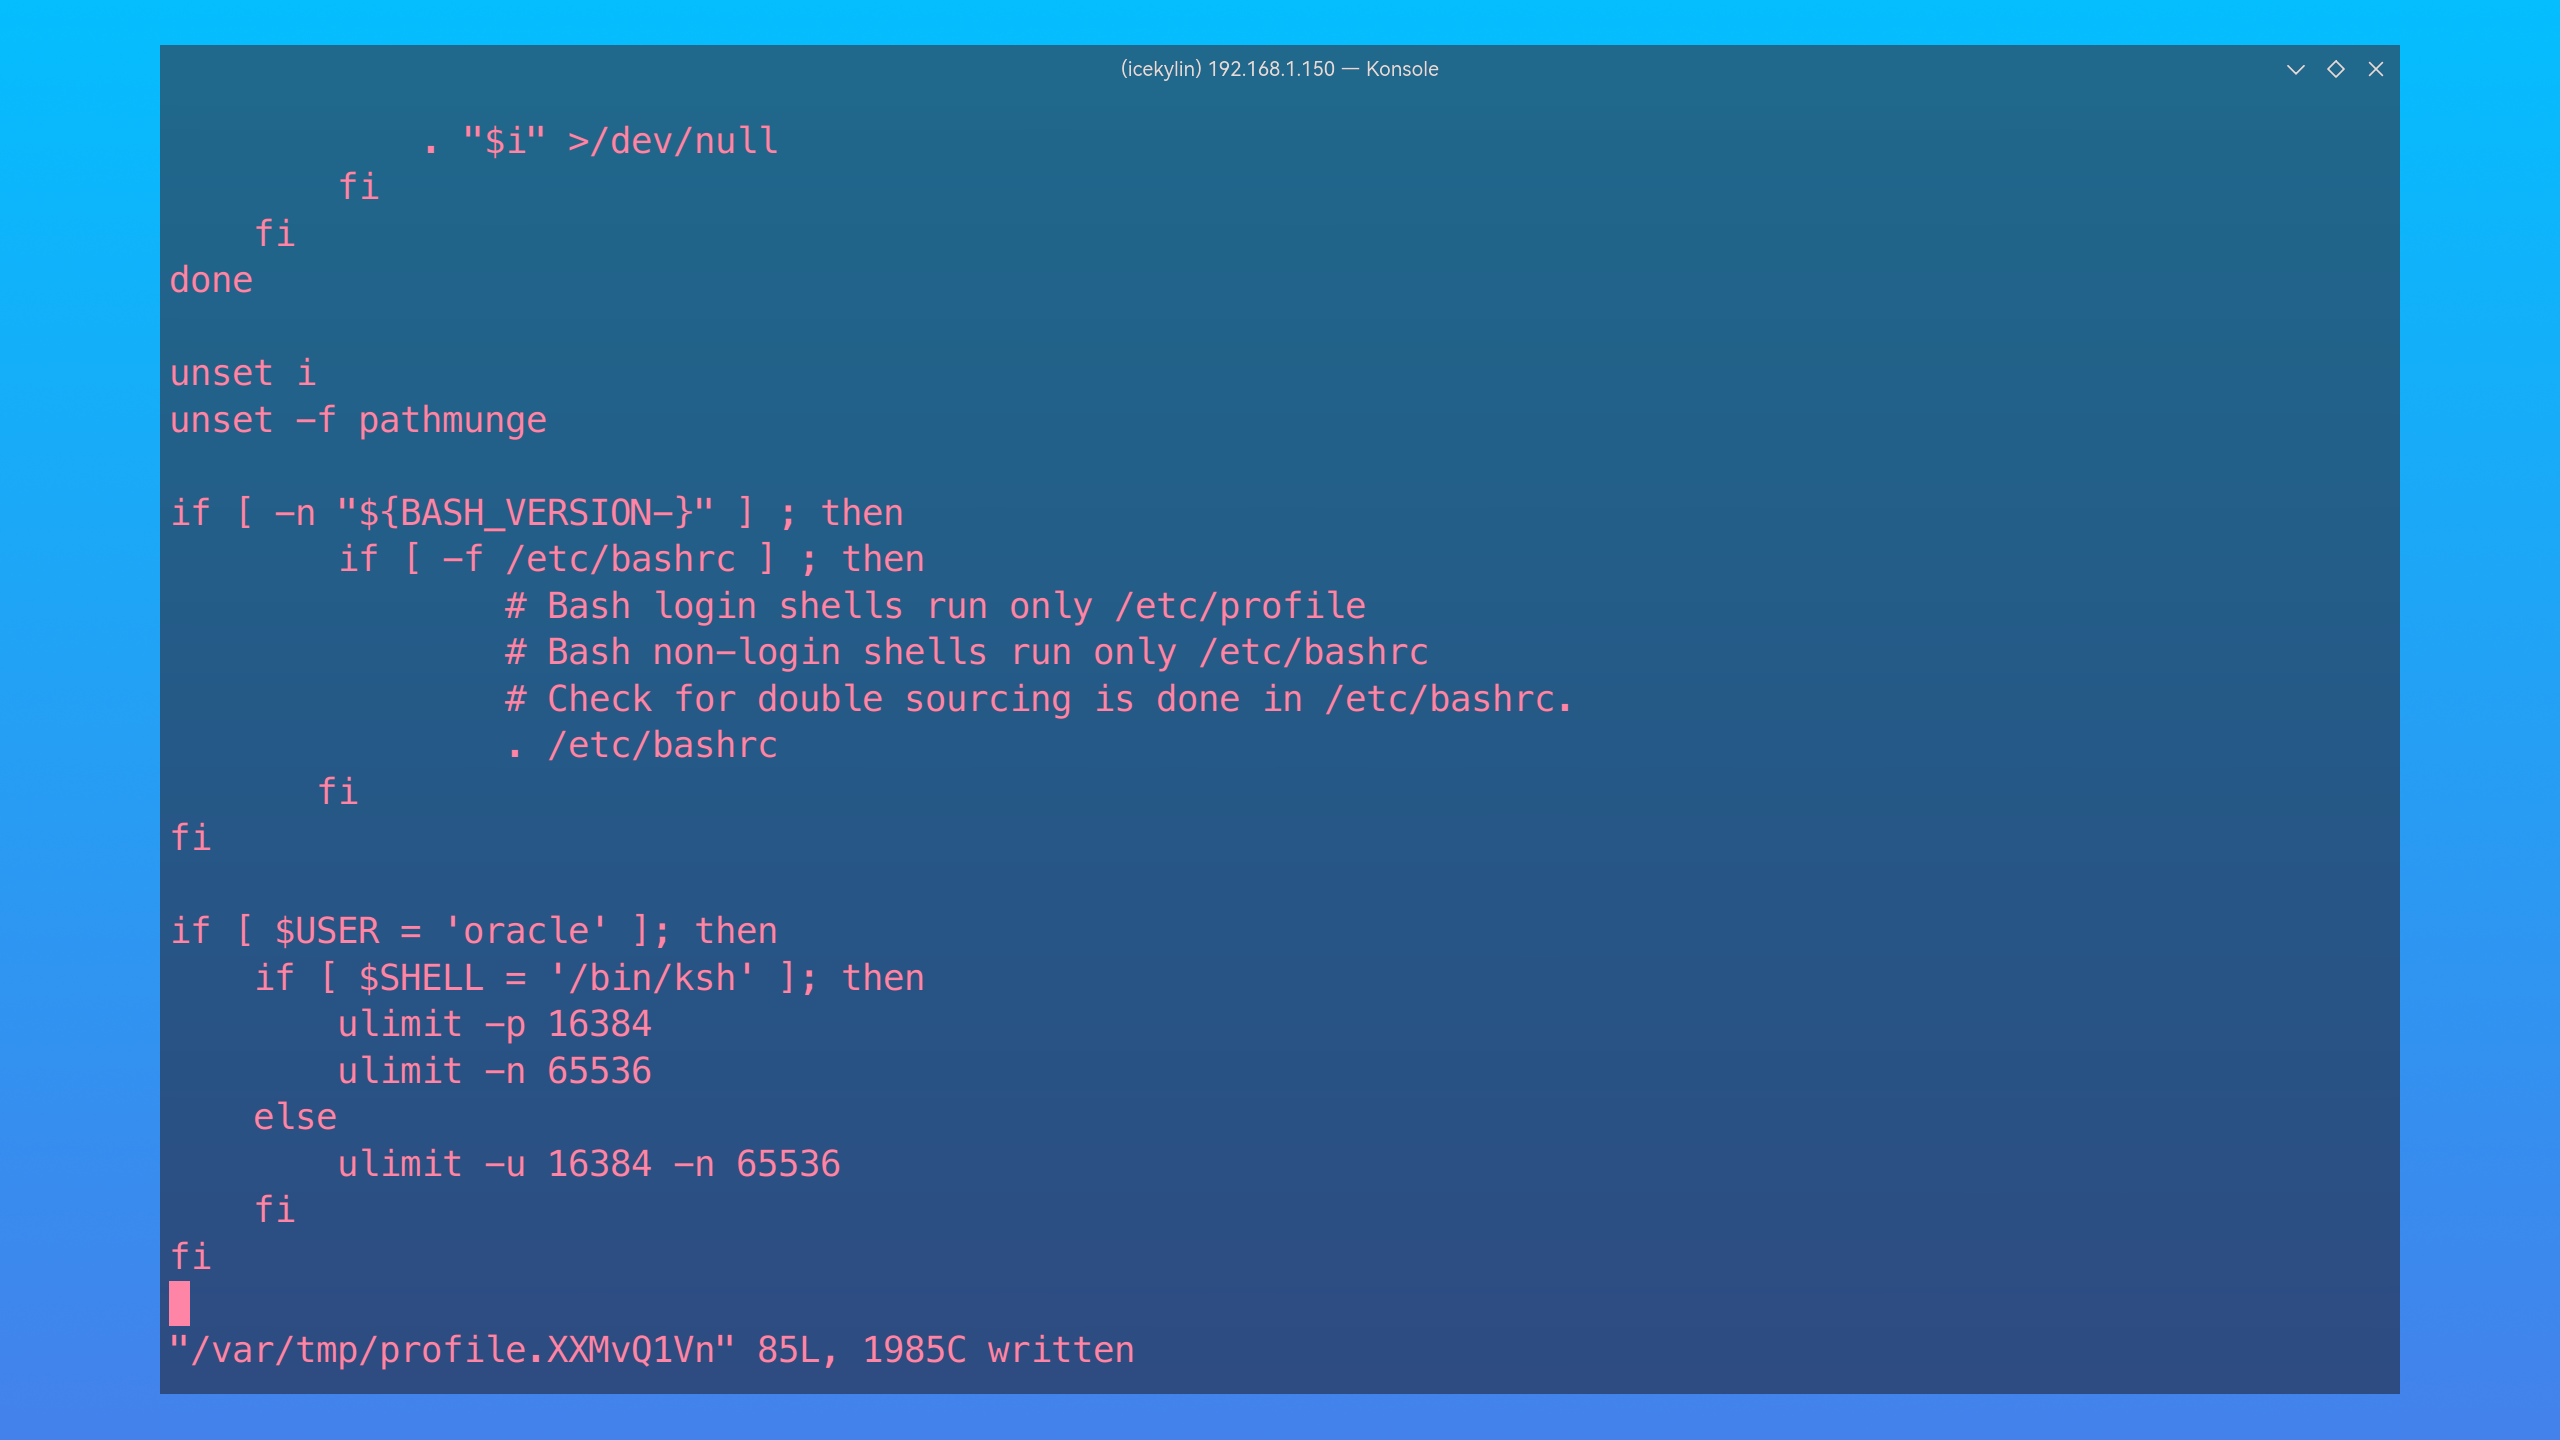 (icekylin) 192.168.1.150 — Konsole
. "$i" >/dev/null
fi
fi
done
unset i
unset -f pathmunge
if [ -n "${BASH_VERSION-}" ] ; then
if [ -f /etc/bashrc ] ; then
# Bash login shells run only /etc/profile
# Bash non-login shells run only /etc/bashrc
# Check for double sourcing is done in /etc/bashrc.
. /etc/bashrc
fi
fi
if [ $USER = 'oracle' ]; then
if [ $SHELL = '/bin/ksh' ]; then
ulimit -p 16384
ulimit -n 65536
else
ulimit -u 16384 -n 65536
fi
fi
"/var/tmp/profile.XXMvQ1Vn" 85L, 1985C written